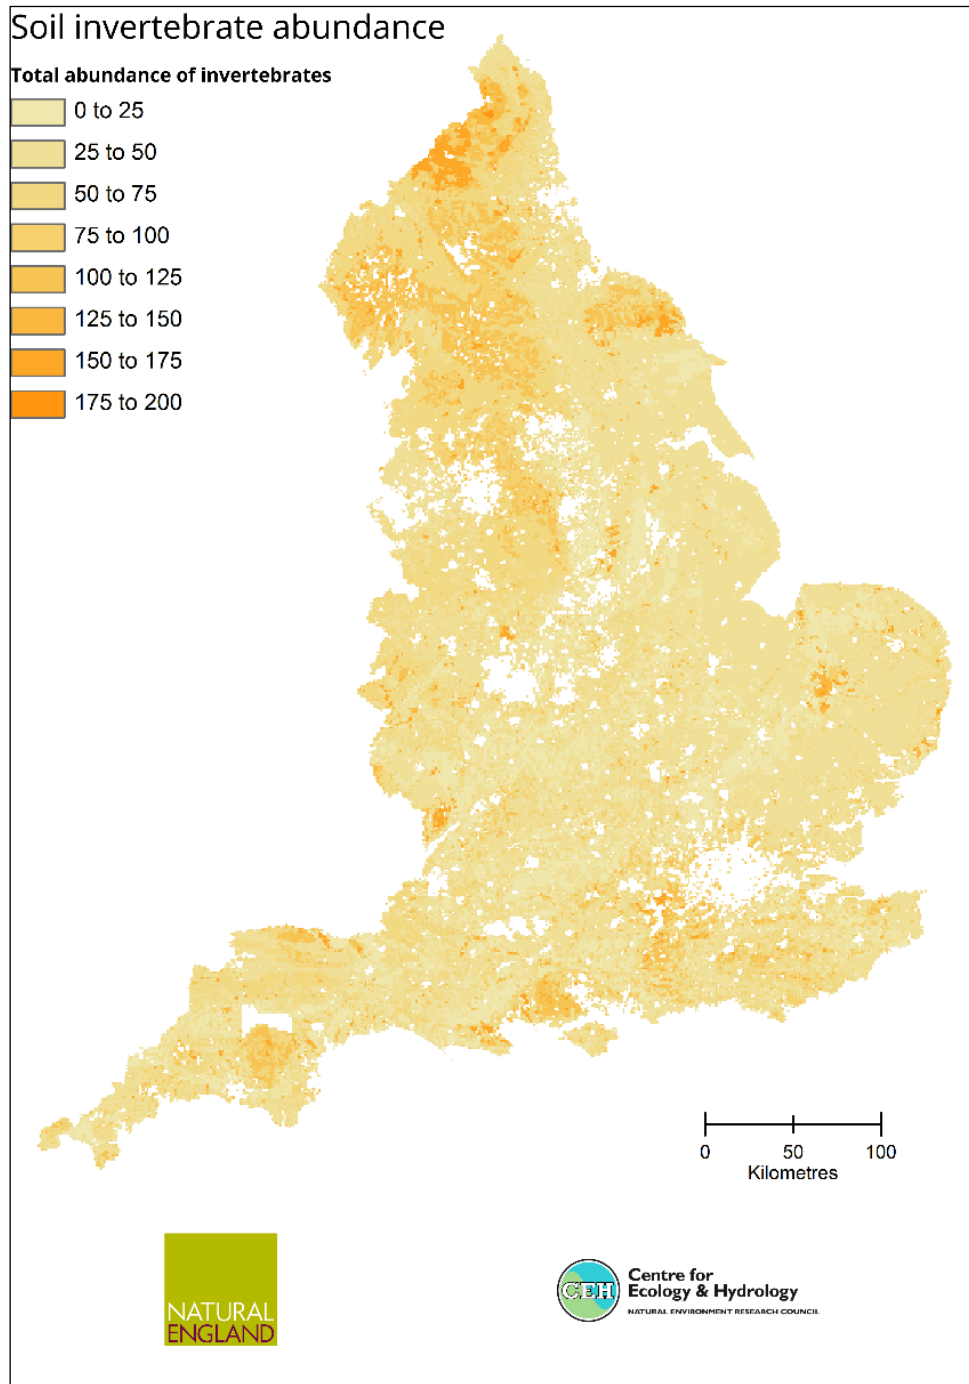 Soil invertebrate abundance
Total abundance of invertebrates
0 to 25
25 to 50
50 to 75
75 to 100
100 to 125
125 to 150
150 to 175
175 to 200
0 50 100
Kilometres
NATURAL
ENGLAND
CEH
Centre for
Ecology & Hydrology
NATURAL ENVIRONMENT RESEARCH COUNCIL